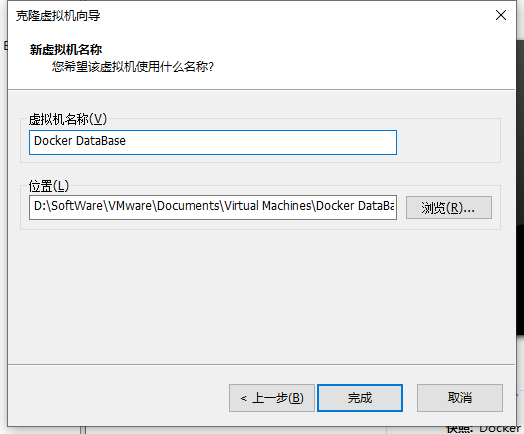 克隆虚拟机向导
新虚拟机名称
您希望该虚拟机使用什么名称?
虚拟机名称(V)
Docker DataBase
位置(L)
D:\SoftWare\VMware\Documents\Virtual Machines\Docker DataBa
浏览(R)...
< 上一步(B)
完成
取消
快照: Docker